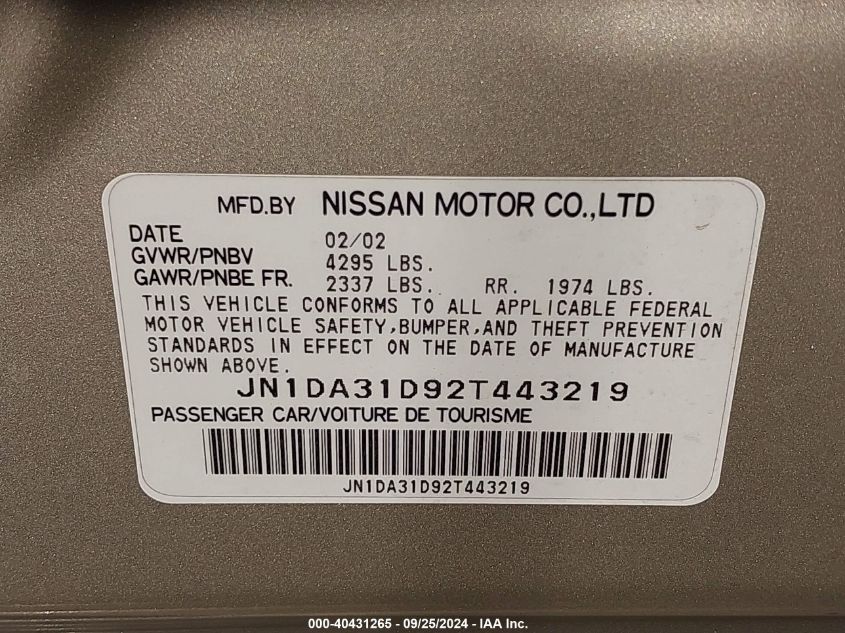 MFD.BY NISSAN MOTOR CO.,LTD
DATE 02/02
GVWR/PNBV 4295 LBS.
GAWR/PNBE FR. 2337 LBS. RR. 1974 LBS.
THIS VEHICLE CONFORMS TO ALL APPLICABLE FEDERAL
MOTOR VEHICLE SAFETY,BUMPER,AND THEFT PREVENTION
STANDARDS IN EFFECT ON THE DATE OF MANUFACTURE
SHOWN ABOVE.
JN1DA31D92T443219
PASSENGER CAR/VOITURE DE TOURISME
JN1DA31D92T443219
000-40431265 - 09/25/2024 - IAA Inc.